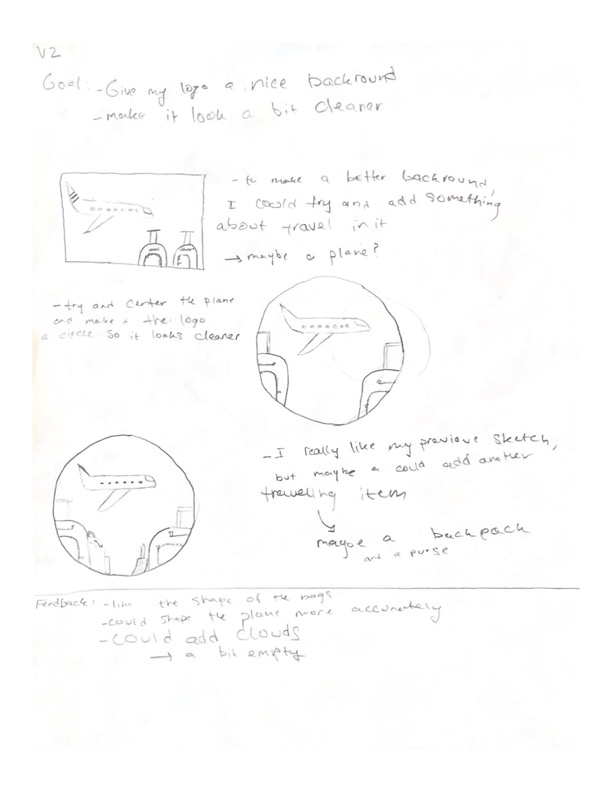 V2
Goal: -Give my logo a nice backround
-make it look a bit cleaner
- to make a better backround,
I could try and add something
about travel in it
→ maybe a plane?
- try and center the plane
and make - the logo
a circle so it looks cleaner
- I really like my previous sketch,
but maybe a could add another
traveling item
maybe a backpack
and a purse
Feedback: - like the shape of the bags
- could shape the plane more accurately
- could add clouds
→ a bit empty